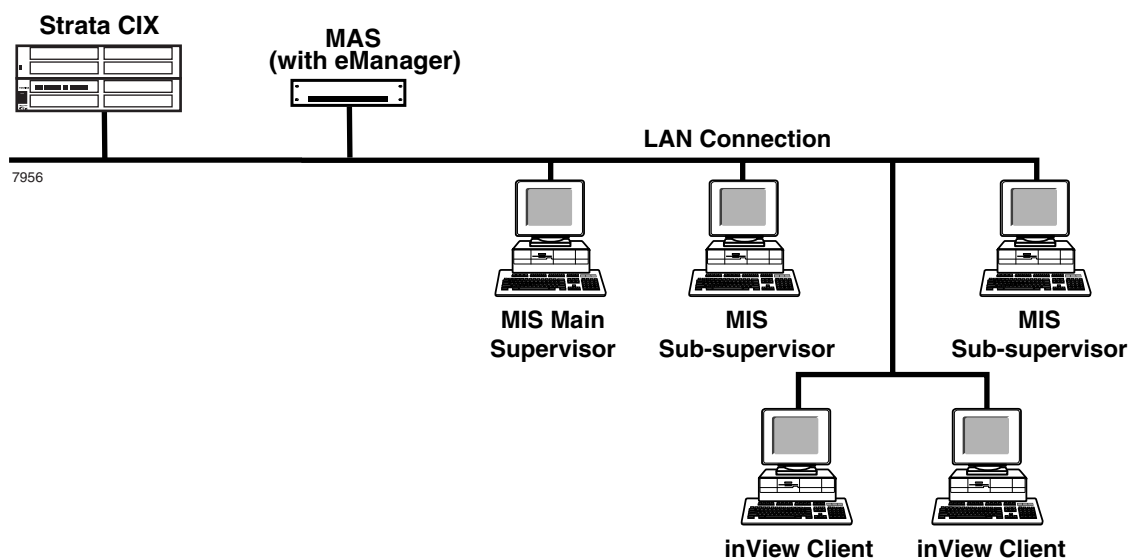 Strata CIX
MAS
(with eManager)
LAN Connection
7956
MIS Main
Supervisor
MIS
Sub-supervisor
MIS
Sub-supervisor
inView Client
inView Client